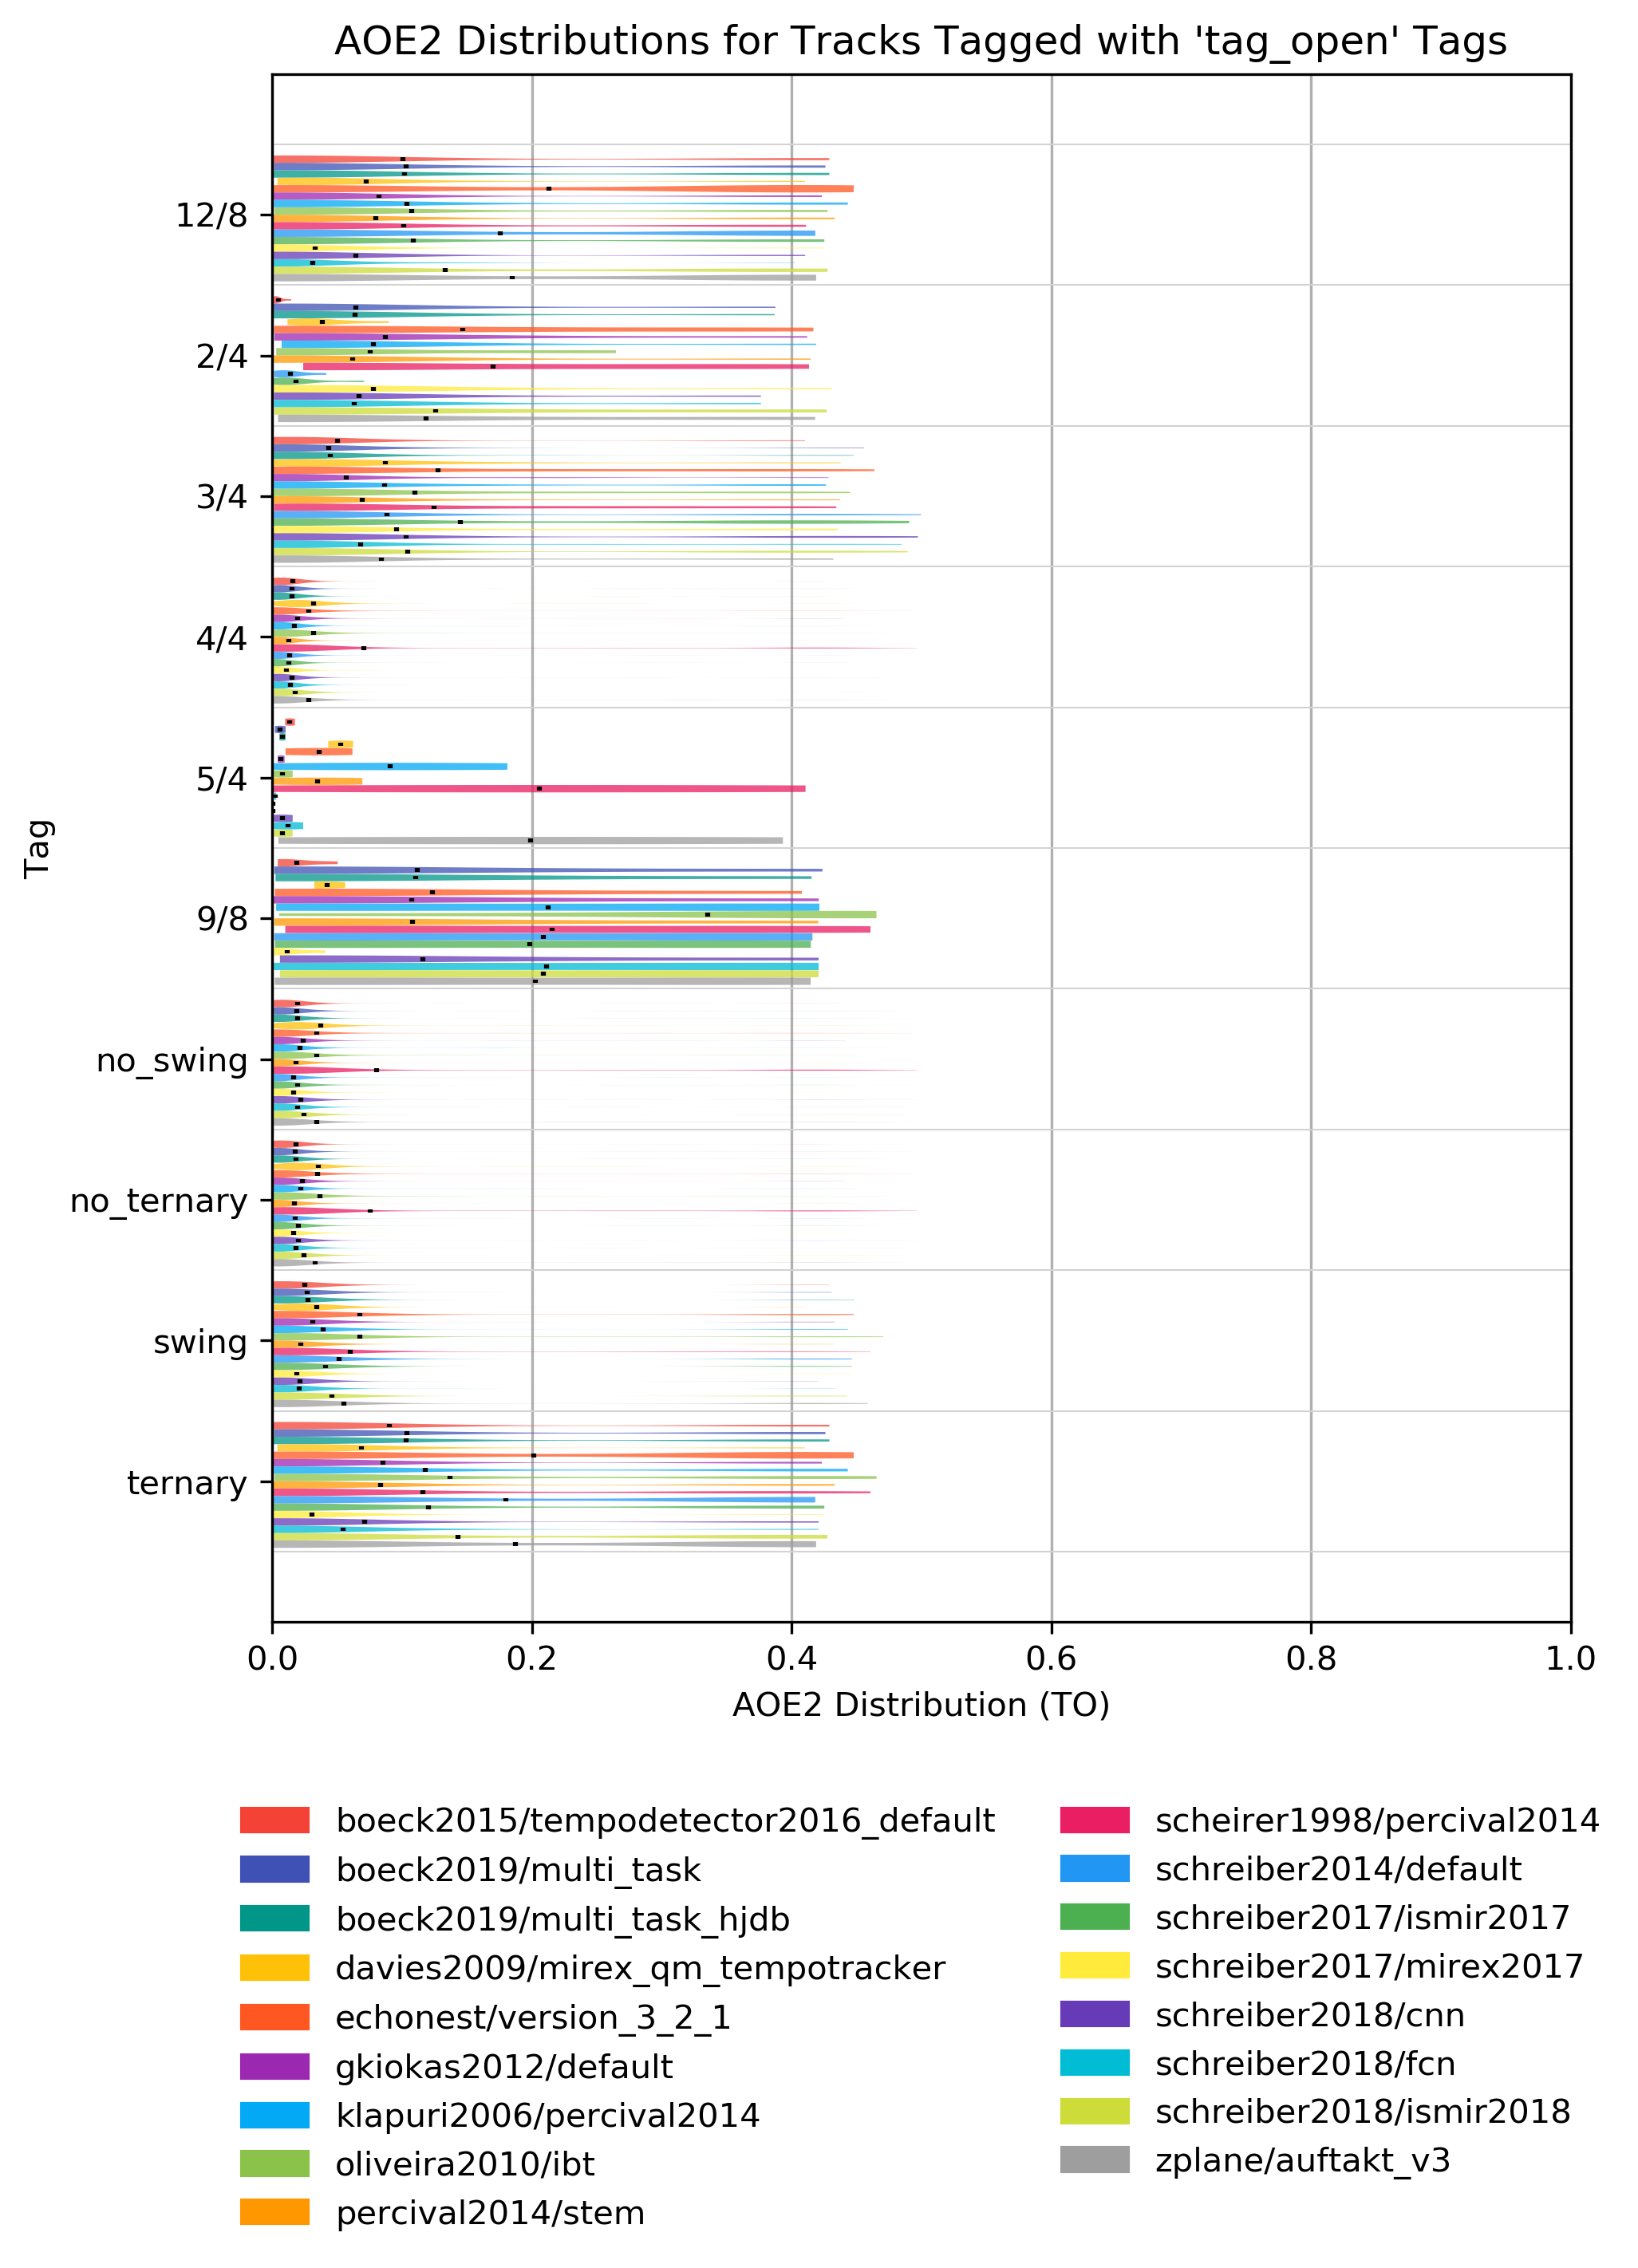 AOE2 Distributions for Tracks Tagged with 'tag_open' Tags
Tag
12/8
2/4
3/4
4/4
5/4
9/8
no_swing
no_ternary
swing
ternary
0.0 0.2 0.4 0.6 0.8 1.0
AOE2 Distribution (TO)
boeck2015/tempodetector2016_default
boeck2019/multi_task
boeck2019/multi_task_hjdb
davies2009/mirex_qm_tempotracker
echonest/version_3_2_1
gkiokas2012/default
klapuri2006/percival2014
oliveira2010/ibt
percival2014/stem
scheirer1998/percival2014
schreiber2014/default
schreiber2017/ismir2017
schreiber2017/mirex2017
schreiber2018/cnn
schreiber2018/fcn
schreiber2018/ismir2018
zplane/auftakt_v3